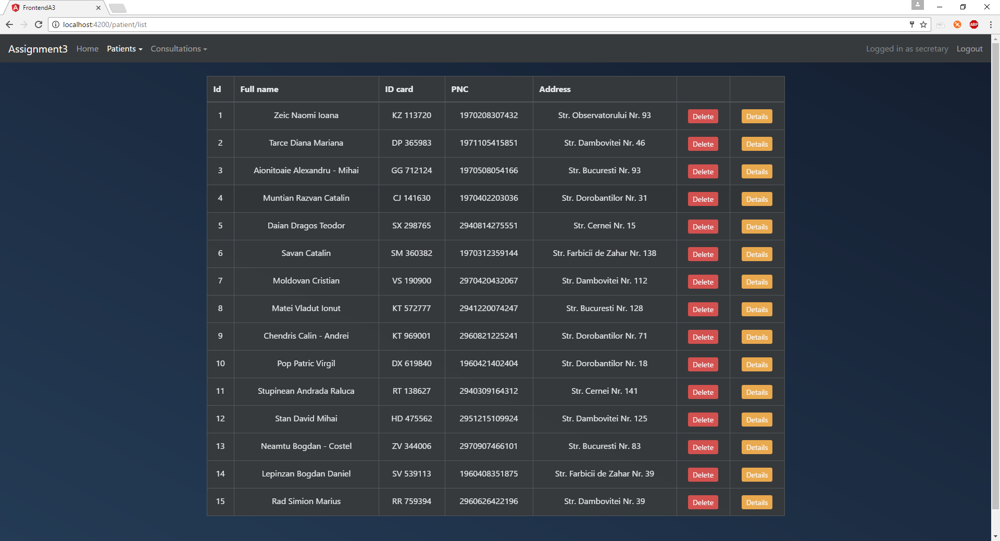 FrontendA3
localhost:4200/patient/list
ABP
Assignment3 Home Patients Consultations Logged in as secretary Logout
Id Full name ID card PNC Address
1 Zeic Naomi Ioana KZ 113720 1970208307432 Str. Observatorului Nr. 93 Delete Details
2 Tarce Diana Mariana DP 365983 1971105415851 Str. Dambovitei Nr. 46 Delete Details
3 Aionitoaie Alexandru - Mihai GG 712124 1970508054166 Str. Bucuresti Nr. 93 Delete Details
4 Muntian Razvan Catalin CJ 141630 1970402203036 Str. Dorobantilor Nr. 31 Delete Details
5 Daian Dragos Teodor SX 298765 2940814275551 Str. Cernei Nr. 15 Delete Details
6 Savan Catalin SM 360382 1970312359144 Str. Farbicii de Zahar Nr. 138 Delete Details
7 Moldovan Cristian VS 190900 2970420432067 Str. Dambovitei Nr. 112 Delete Details
8 Matei Vladut Ionut KT 572777 2941220074247 Str. Bucuresti Nr. 128 Delete Details
9 Chendris Calin - Andrei KT 969001 2960821225241 Str. Dorobantilor Nr. 71 Delete Details
10 Pop Patric Virgil DX 619840 1960421402404 Str. Dorobantilor Nr. 18 Delete Details
11 Stupinean Andrada Raluca RT 138627 2940309164312 Str. Cernei Nr. 141 Delete Details
12 Stan David Mihai HD 475562 2951215109924 Str. Dambovitei Nr. 125 Delete Details
13 Neamtu Bogdan - Costel ZV 344006 2970907466101 Str. Bucuresti Nr. 83 Delete Details
14 Lepinzan Bogdan Daniel SV 539113 1960408351875 Str. Farbicii de Zahar Nr. 39 Delete Details
15 Rad Simion Marius RR 759394 2960626422196 Str. Dambovitei Nr. 39 Delete Details